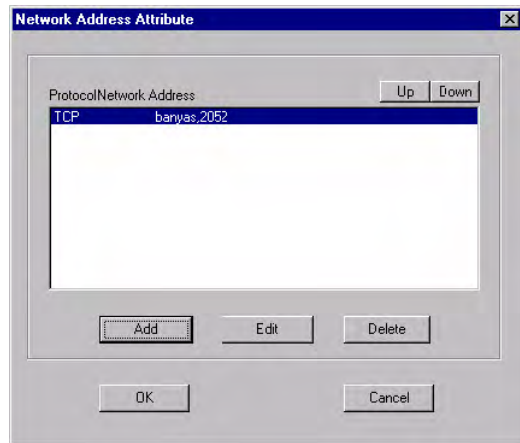 Network Address Attribute
ProtocolNetwork Address
Up Down
TCP banyas,2052
Add Edit Delete
OK Cancel